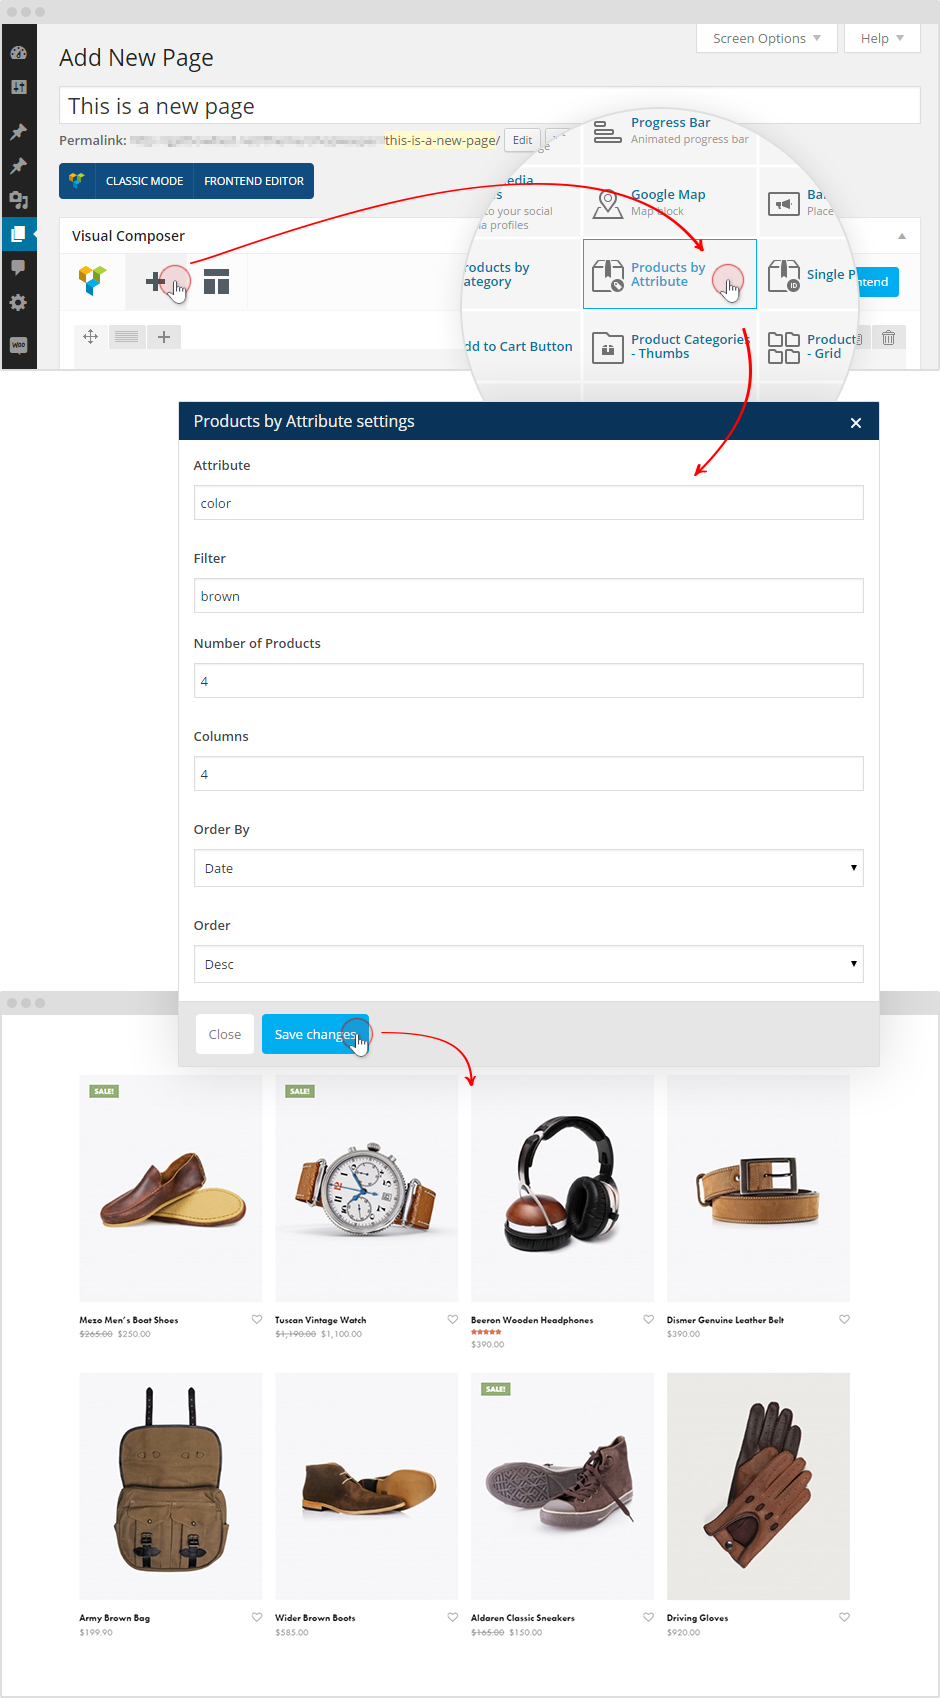 Screen Options
Help
Add New Page
This is a new page
Permalink:
/this-is-a-new-page/
Edit
CLASSIC MODE
FRONTEND EDITOR
Visual Composer
Progress Bar
Animated progress bar
ge
edia
s
to your social
a profiles
Google Map
Map block
Ba
Place
roducts by
ategory
Products by
Attribute
Single P
ID
ntend
dd to Cart Button
Product Categories
- Thumbs
Product
- Grid
WOO
Products by Attribute settings
Attribute
color
Filter
brown
Number of Products
4
Columns
4
Order By
Date
Order
Desc
Close
Save changes
SALE!
SALE!
Mezo Men's Boat Shoes
$265.00 $250.00
Tuscan Vintage Watch
$1,190.00 $1,100.00
Beeron Wooden Headphones
$390.00
Dismer Genuine Leather Belt
$390.00
SALE!
Army Brown Bag
$199.90
Wider Brown Boots
$585.00
Aldaren Classic Sneakers
$165.00 $150.00
Driving Gloves
$920.00